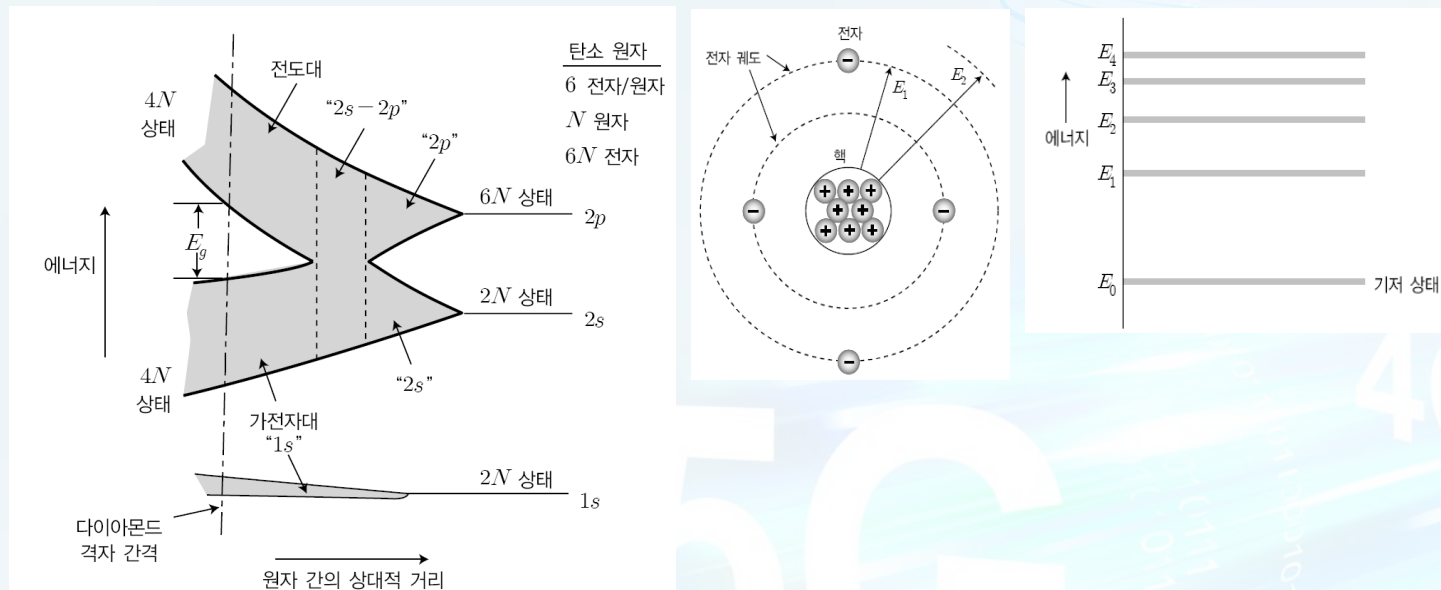 탄소 원자
6 전자/원자
N 원자
6N 전자
전도대
4N
상태
"2s-2p"
"2p"
6N 상태
2p
E_g
에너지
2N 상태
2s
"2s"
4N
상태
가전자대
"1s"
2N 상태
1s
다이아몬드
격자 간격
원자 간의 상대적 거리
전자
전자 궤도
E_1
E_2
핵
E_4
E_3
E_2
E_1
E_0
에너지
기저 상태
5G
4G